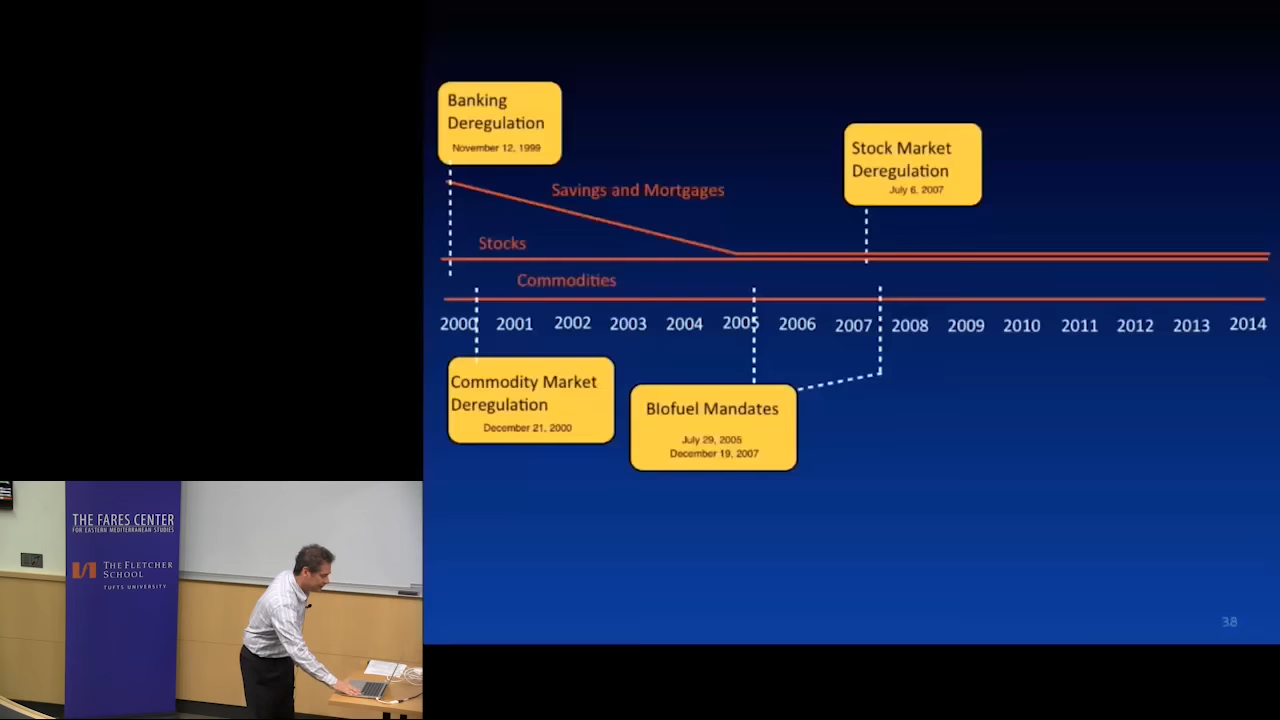 Banking
Deregulation
November 12, 1999
Stock Market
Deregulation
July 6, 2007
Savings and Mortgages
Stocks
Commodities
2000 2001 2002 2003 2004 2005 2006 2007 2008 2009 2010 2011 2012 2013 2014
Commodity Market
Deregulation
December 21, 2000
BIofuel Mandates
July 29, 2005
December 19, 2007
38
THE FARES CENTER
FOR EASTERN MEDITERRANEAN STUDIES
THE FLETCHER
SCHOOL
TUFTS UNIVERSITY